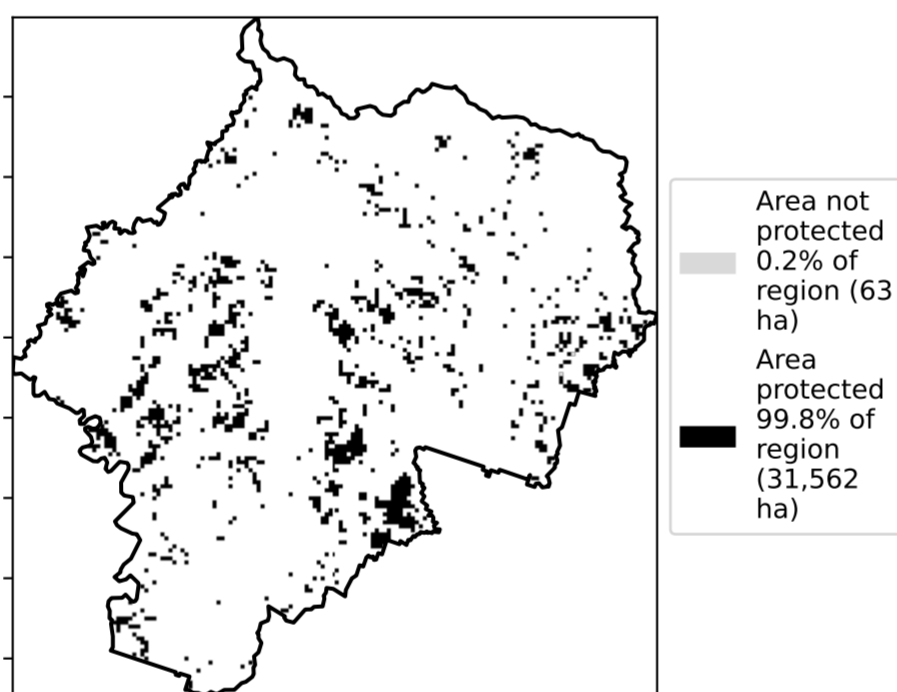 Area not
protected
0.2% of
region (63
ha)
Area
protected
99.8% of
region
(31,562
ha)